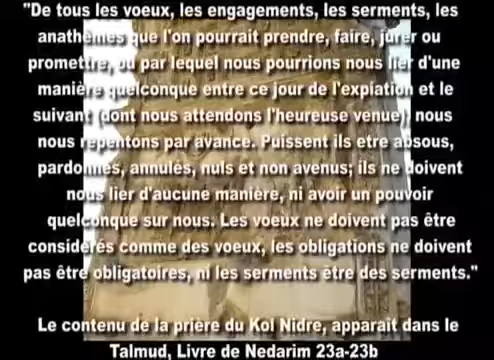 "De tous les voeux, les engagements, les serments, les
anathèmes que l'on pourrait prendre, faire, jurer ou
promettre, ou par lequel nous pourrions nous lier d'une
manière quelconque entre ce jour de l'expiation et le
suivant (dont nous attendons l'heureuse venue), nous
nous repentons par avance. Puissent ils etre absous,
pardonnés, annulés, nuls et non avenus; ils ne doivent
nous lier d'aucune manière, ni avoir un pouvoir
quelconque sur nous. Les voeux ne doivent pas être
considérés comme des voeux, les obligations ne doivent
pas être obligatoires, ni les serments être des serments."
Le contenu de la prière du Kol Nidre, apparait dans le
Talmud, Livre de Nedarim 23a-23b